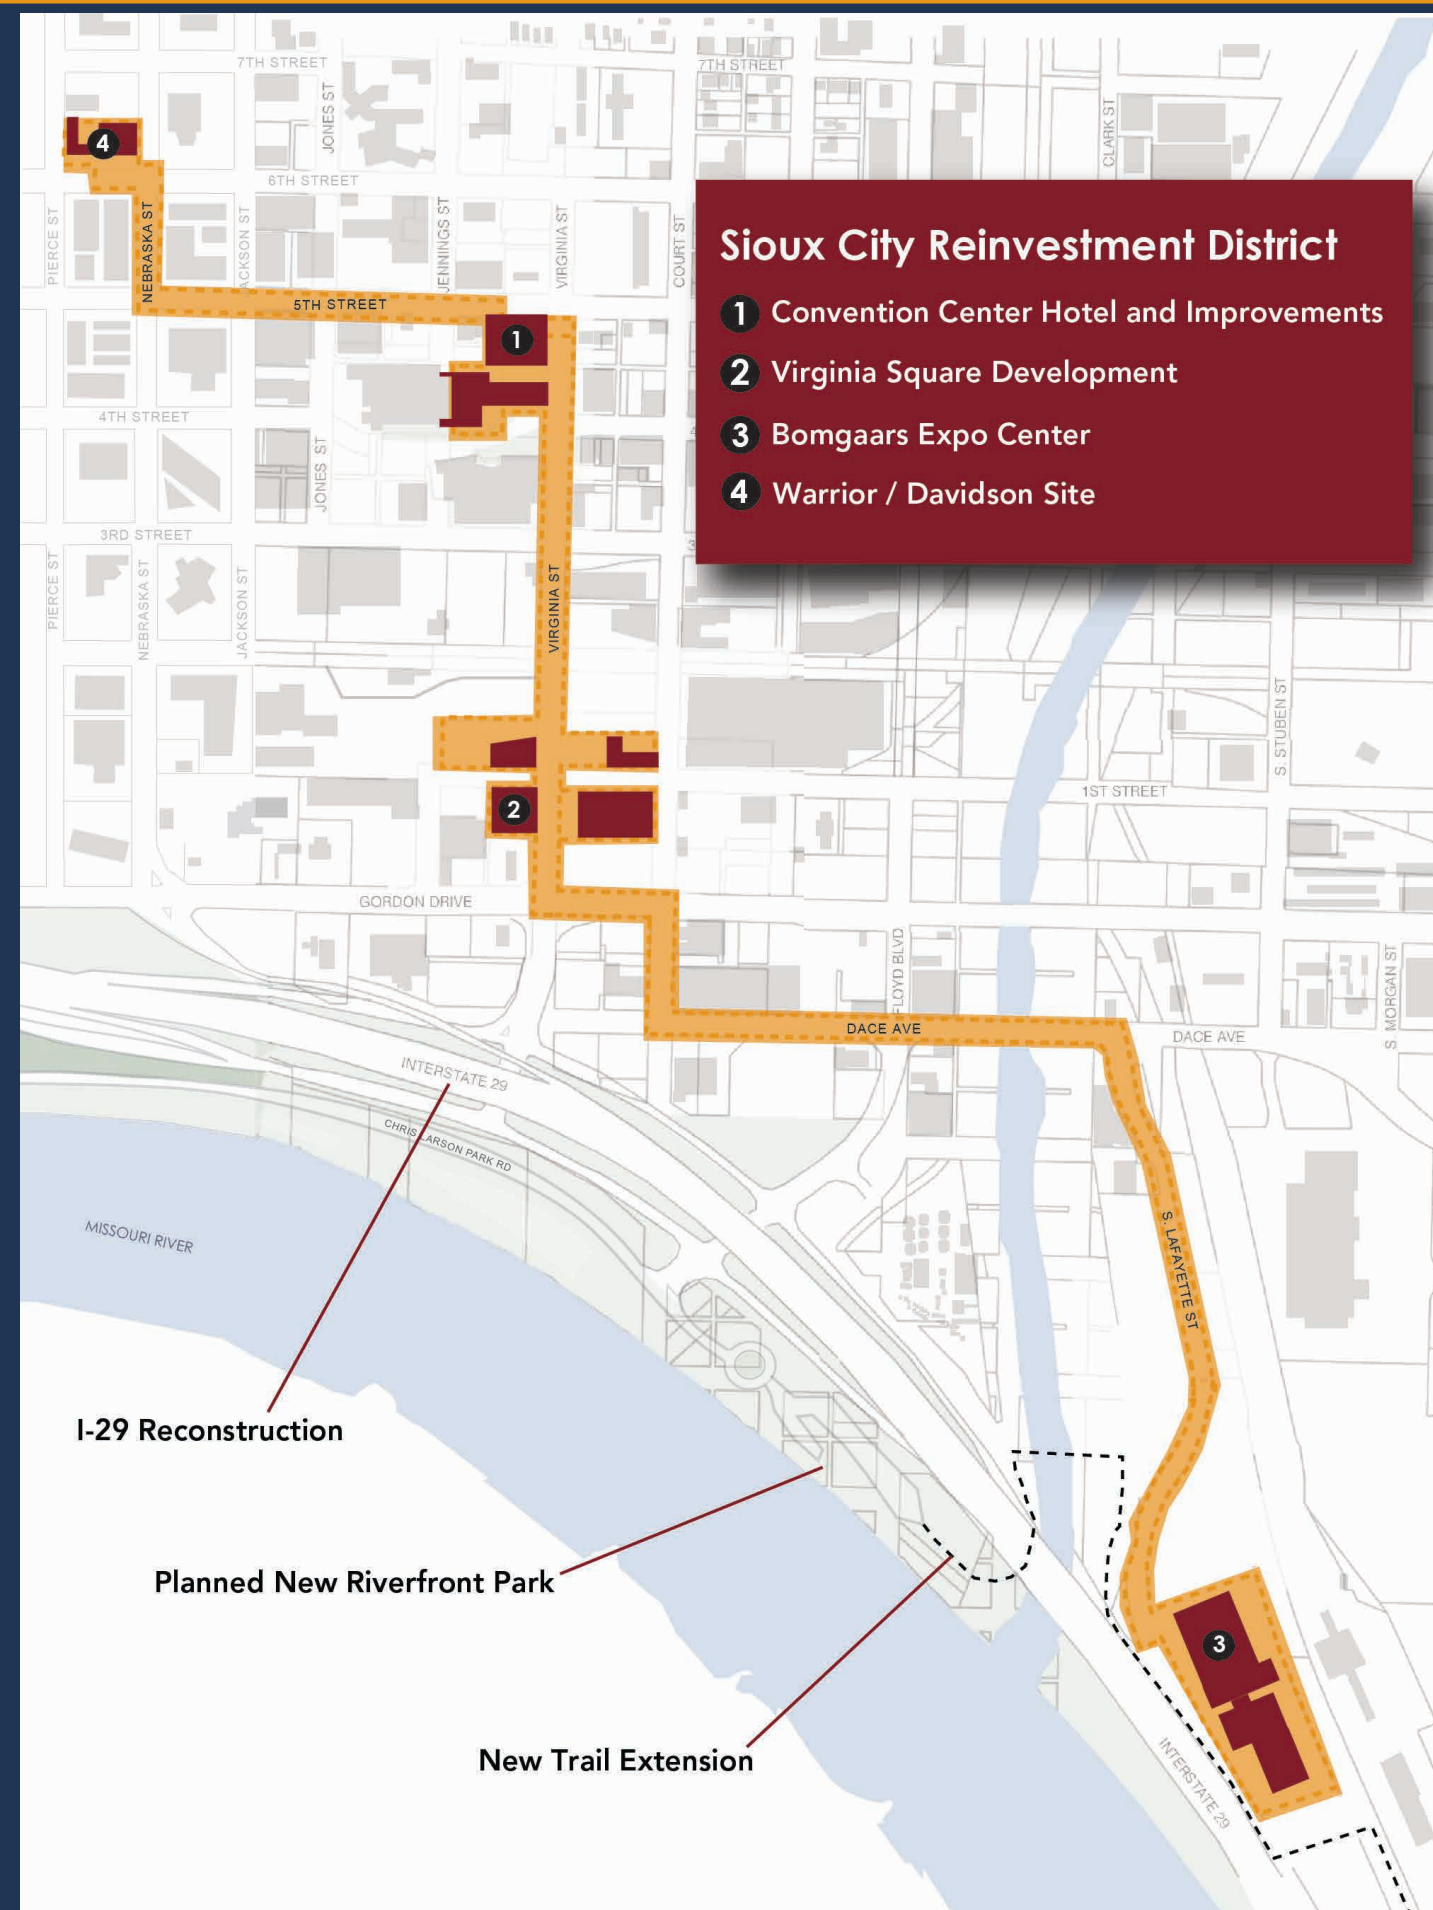 7TH STREET
7TH STREET
JONES ST
CLARK ST
4
6TH STREET
PIERCE ST
NEBRASKA ST
JACKSON ST
JENNINGS ST
VIRGINIA ST
COURT ST
Sioux City Reinvestment District
1 Convention Center Hotel and Improvements
2 Virginia Square Development
3 Bomgaars Expo Center
4 Warrior / Davidson Site
5TH STREET
1
4TH STREET
JONES ST
3RD STREET
PIERCE ST
NEBRASKA ST
JACKSON ST
VIRGINIA ST
S. STUBEN ST
1ST STREET
2
GORDON DRIVE
FLOYD BLVD
S. MORGAN ST
DACE AVE
DACE AVE
INTERSTATE 29
CHRIS LARSON PARK RD
MISSOURI RIVER
S. LAFAYETTE ST
I-29 Reconstruction
Planned New Riverfront Park
3
New Trail Extension
INTERSTATE 29